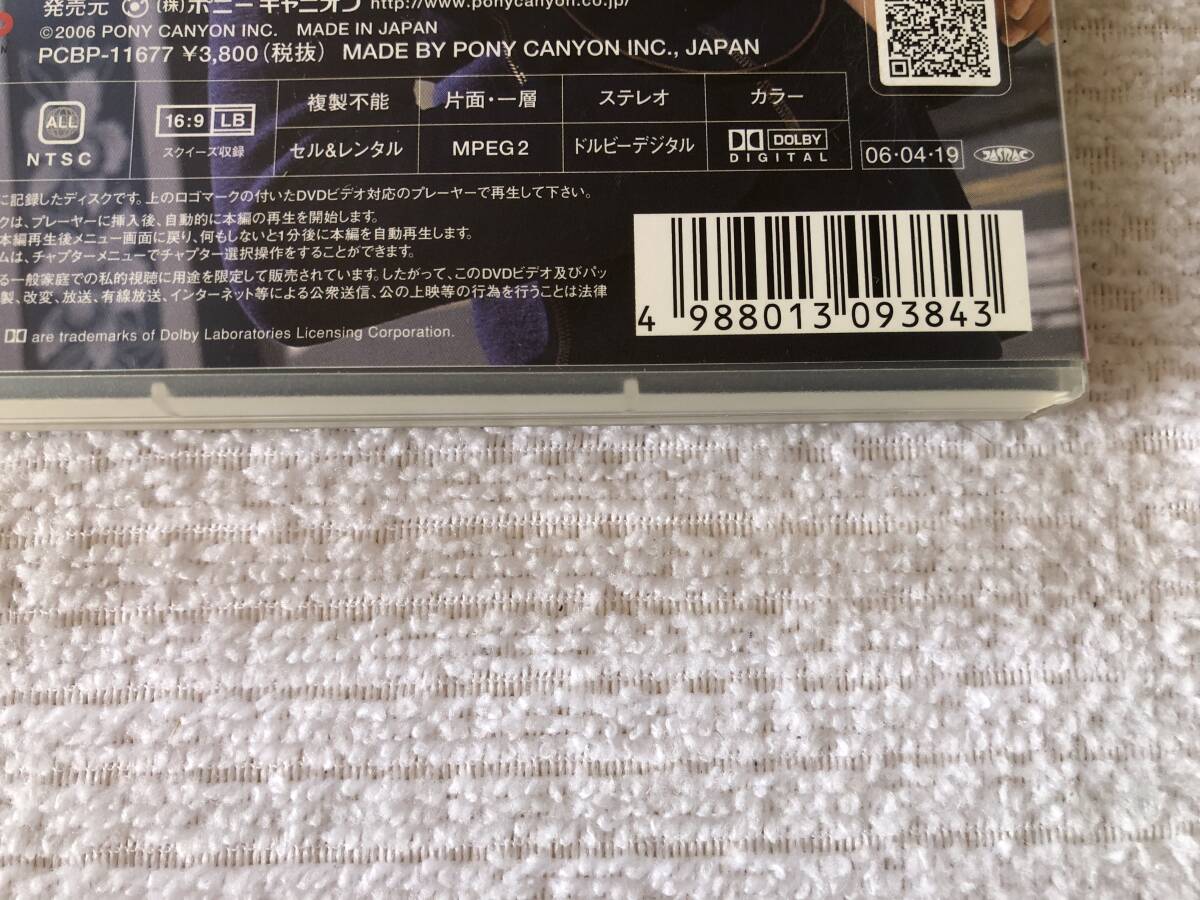 発売元 (株)ポニーキャニオン http://www.ponycanyon.co.jp/
©2006 PONY CANYON INC. MADE IN JAPAN
PCBP-11677 ¥3,800(税抜) MADE BY PONY CANYON INC., JAPAN
ALL
NTSC
16:9 LB
スクイーズ収録
複製不能 片面・一層 ステレオ カラー
セル&レンタル MPEG2 ドルビーデジタル DOLBY
DIGITAL
06・04・19 JASRAC
に記録したディスクです。上のロゴマークの付いたDVDビデオ対応のプレーヤーで再生して下さい。
クは、プレーヤーに挿入後、自動的に本編の再生を開始します。
本編再生後メニュー画面に戻り、何もしないと1分後に本編を自動再生します。
ムは、チャプターメニューでチャプター選択操作をすることができます。
る一般家庭での私的視聴に用途を限定して販売されています。したがって、このDVDビデオ及びパッ
製、改変、放送、有線放送、インターネット等による公衆送信、公の上映等の行為を行うことは法律
are trademarks of Dolby Laboratories Licensing Corporation.
4 988013 093843